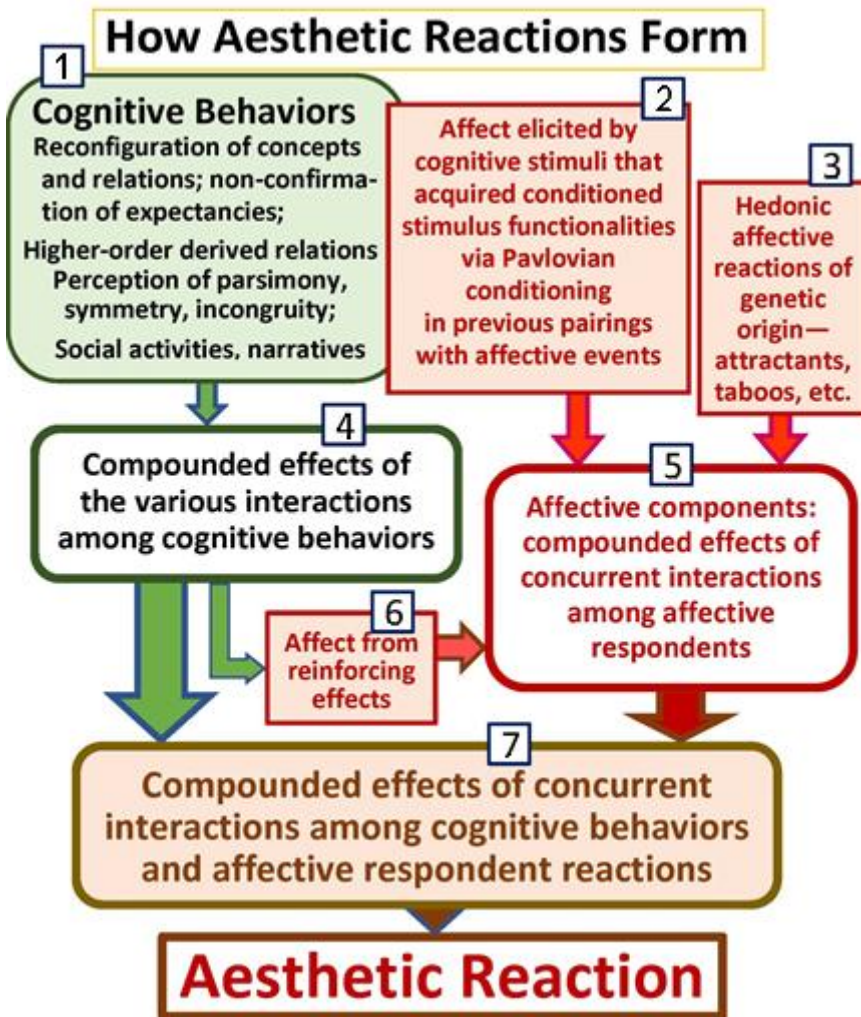 How Aesthetic Reactions Form
1
Cognitive Behaviors
Reconfiguration of concepts
and relations; non-confirma-
tion of expectancies;
Higher-order derived relations
Perception of parsimony,
symmetry, incongruity;
Social activities, narratives
2
Affect elicited by
cognitive stimuli that
acquired conditioned
stimulus functionalities
via Pavlovian
conditioning
in previous pairings
with affective events
3
Hedonic
affective
reactions of
genetic
origin—
attractants,
taboos, etc.
4
Compounded effects of
the various interactions
among cognitive behaviors
5
Affective components:
compounded effects of
concurrent interactions
among affective
respondents
6
Affect from
reinforcing
effects
7
Compounded effects of concurrent
interactions among cognitive behaviors
and affective respondent reactions
Aesthetic Reaction